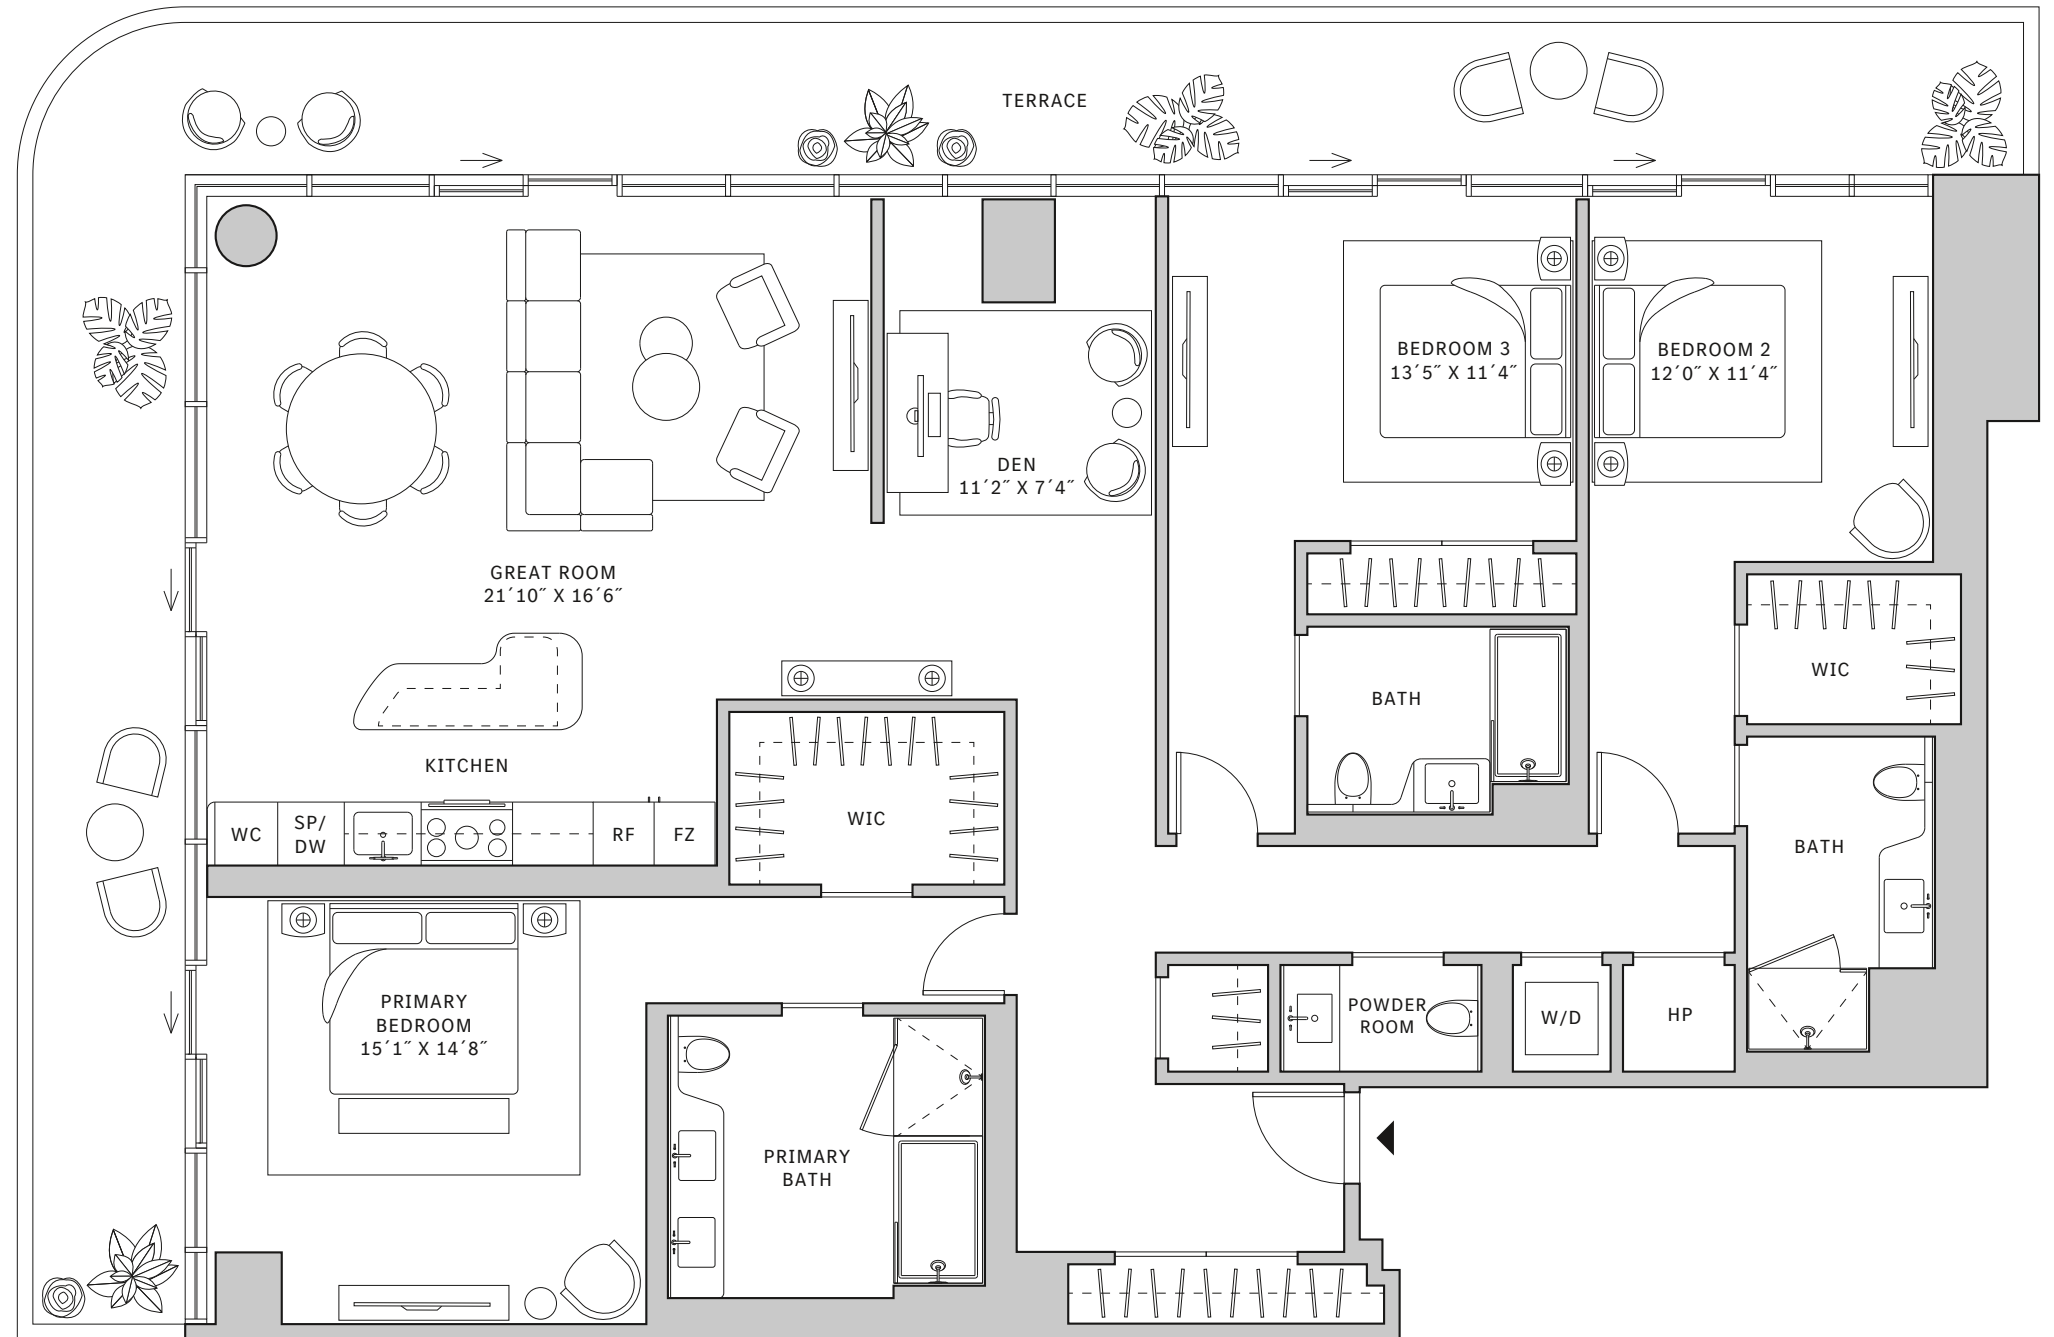 TERRACE
BEDROOM 3
13´5˝ X 11´4˝
BEDROOM 2
12´0˝ X 11´4˝
DEN
11´2˝ X 7´4˝
GREAT ROOM
21´10˝ X 16´6˝
WIC
BATH
KITCHEN
WC
SP/
DW
RF
FZ
WIC
BATH
PRIMARY
BEDROOM
15´1˝ X 14´8˝
POWDER
ROOM
W/D
HP
PRIMARY
BATH